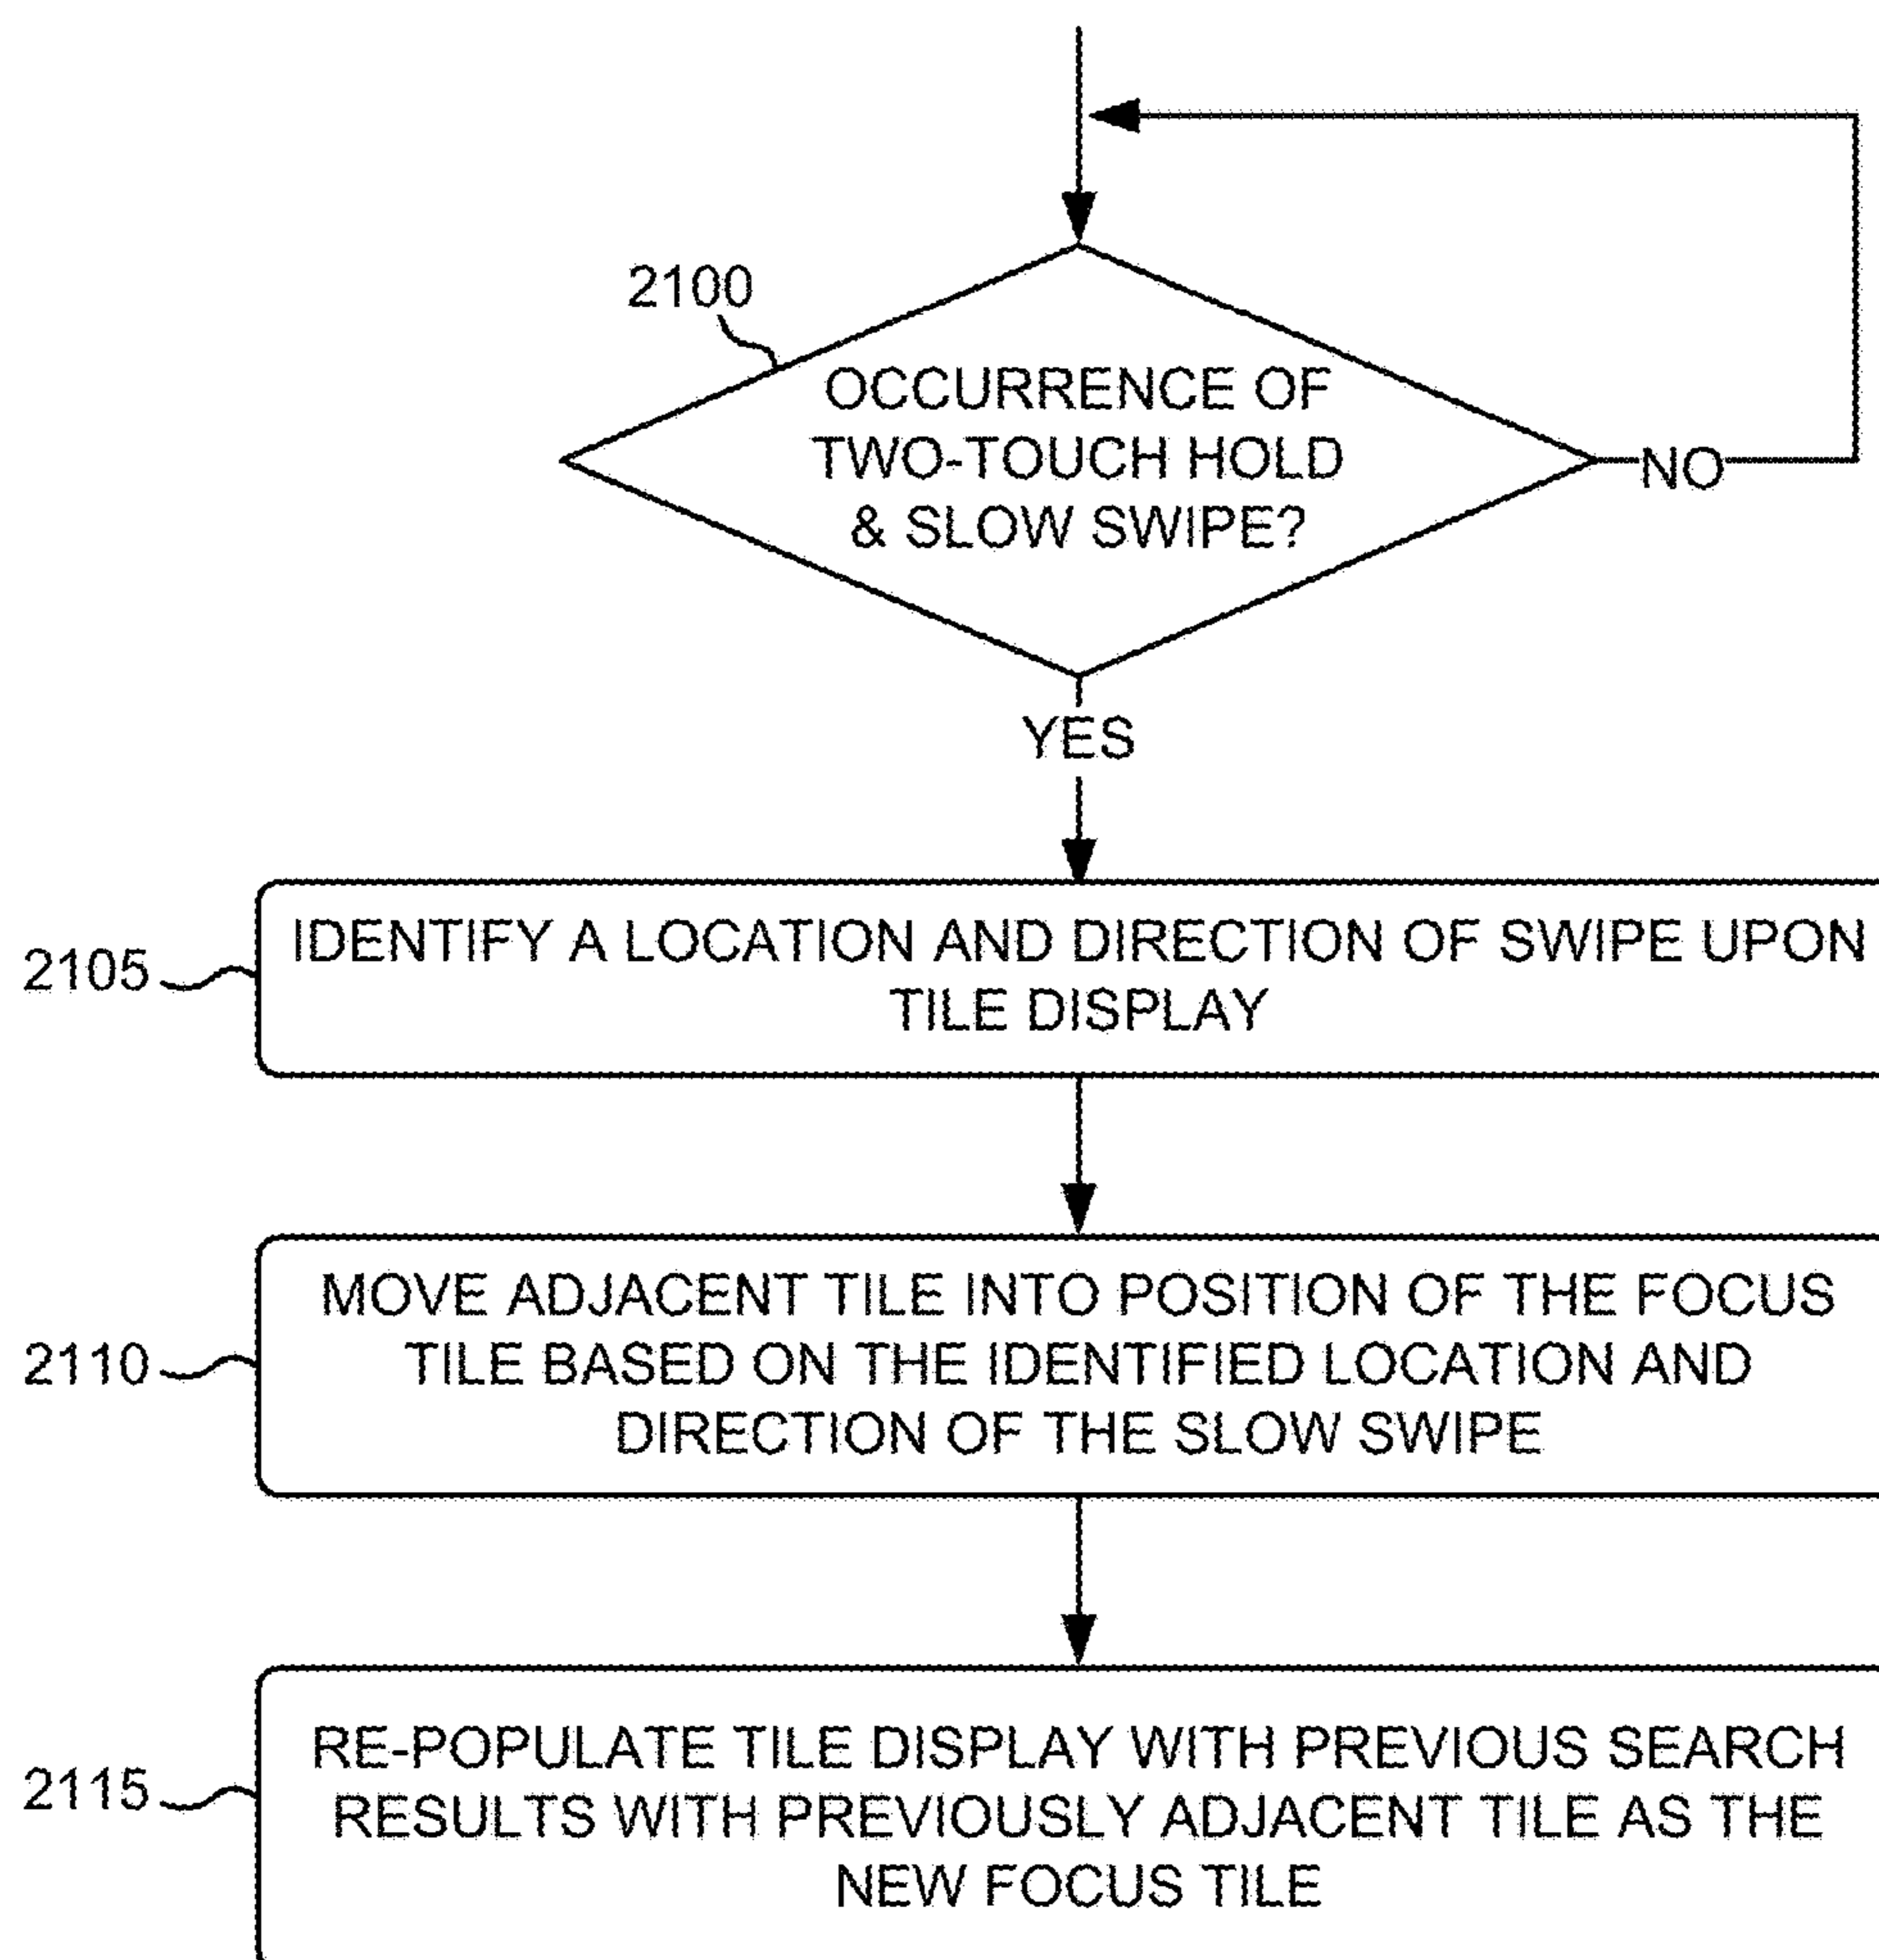 2100
OCCURRENCE OF
TWO-TOUCH HOLD
& SLOW SWIPE?
NO
YES
2105
IDENTIFY A LOCATION AND DIRECTION OF SWIPE UPON
TILE DISPLAY
2110
MOVE ADJACENT TILE INTO POSITION OF THE FOCUS
TILE BASED ON THE IDENTIFIED LOCATION AND
DIRECTION OF THE SLOW SWIPE
2115
RE-POPULATE TILE DISPLAY WITH PREVIOUS SEARCH
RESULTS WITH PREVIOUSLY ADJACENT TILE AS THE
NEW FOCUS TILE